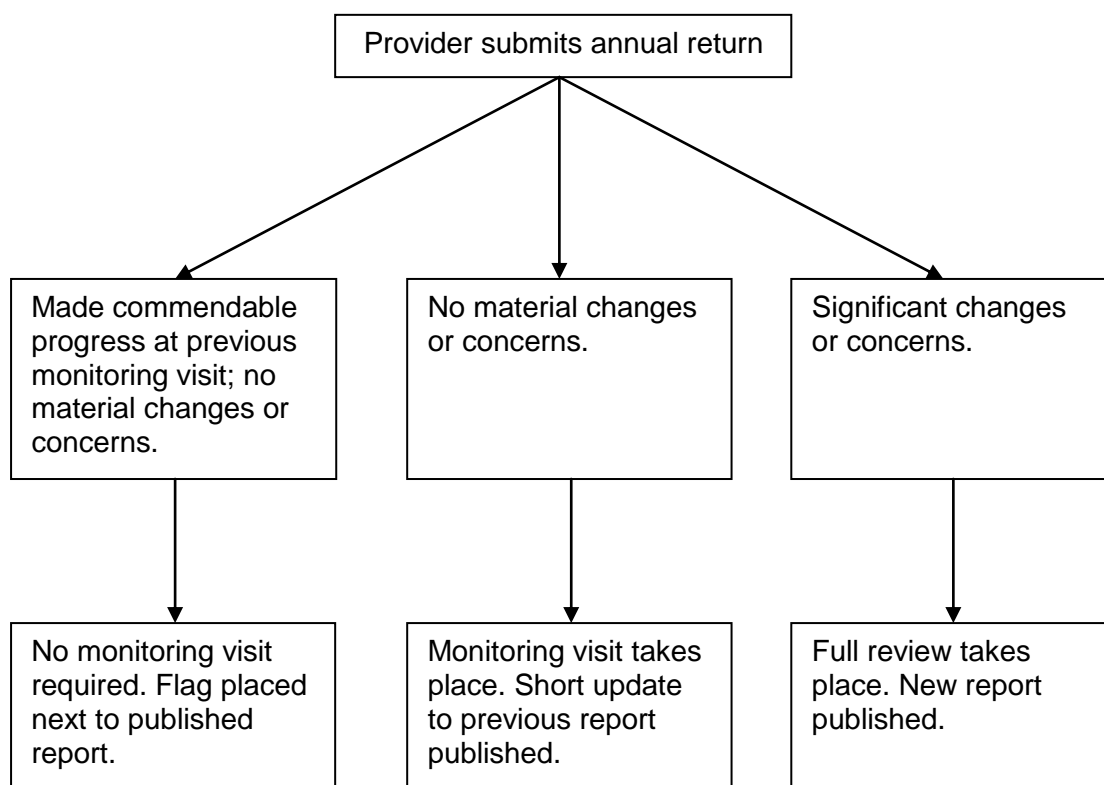 Provider submits annual return
Made commendable
progress at previous
monitoring visit; no
material changes or
concerns.
No material changes
or concerns.
Significant changes
or concerns.
No monitoring visit
required. Flag placed
next to published
report.
Monitoring visit takes
place. Short update
to previous report
published.
Full review takes
place. New report
published.